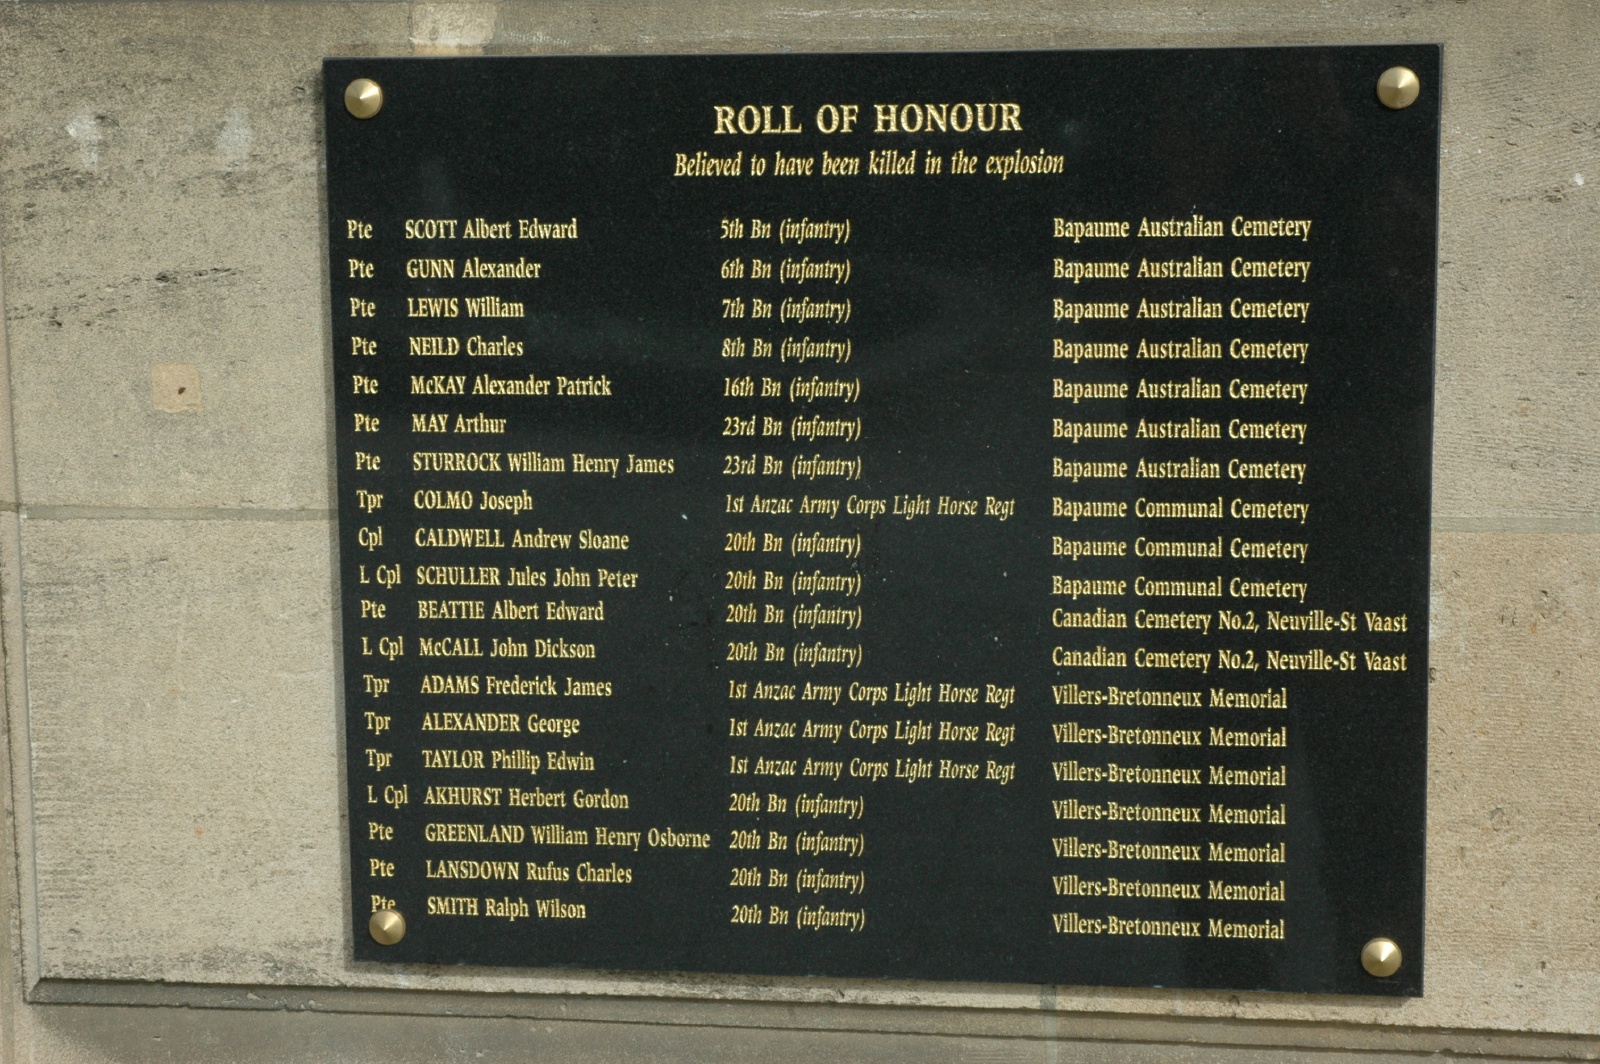 ROLL OF HONOUR
Believed to have been killed in the explosion
Pte SCOTT Albert Edward 5th Bn (infantry) Bapaume Australian Cemetery
Pte GUNN Alexander 6th Bn (infantry) Bapaume Australian Cemetery
Pte LEWIS William 7th Bn (infantry) Bapaume Australian Cemetery
Pte NEILD Charles 8th Bn (infantry) Bapaume Australian Cemetery
Pte McKAY Alexander Patrick 16th Bn (infantry) Bapaume Australian Cemetery
Pte MAY Arthur 23rd Bn (infantry) Bapaume Australian Cemetery
Pte STURROCK William Henry James 23rd Bn (infantry) Bapaume Australian Cemetery
Tpr COLMO Joseph 1st Anzac Army Corps Light Horse Regt Bapaume Communal Cemetery
Cpl CALDWELL Andrew Sloane 20th Bn (infantry) Bapaume Communal Cemetery
L Cpl SCHULLER Jules John Peter 20th Bn (infantry) Bapaume Communal Cemetery
Pte BEATTIE Albert Edward 20th Bn (infantry) Canadian Cemetery No.2, Neuville-St Vaast
L Cpl McCALL John Dickson 20th Bn (infantry) Canadian Cemetery No.2, Neuville-St Vaast
Tpr ADAMS Frederick James 1st Anzac Army Corps Light Horse Regt Villers-Bretonneux Memorial
Tpr ALEXANDER George 1st Anzac Army Corps Light Horse Regt Villers-Bretonneux Memorial
Tpr TAYLOR Phillip Edwin 1st Anzac Army Corps Light Horse Regt Villers-Bretonneux Memorial
L Cpl AKHURST Herbert Gordon 20th Bn (infantry) Villers-Bretonneux Memorial
Pte GREENLAND William Henry Osborne 20th Bn (infantry) Villers-Bretonneux Memorial
Pte LANSDOWN Rufus Charles 20th Bn (infantry) Villers-Bretonneux Memorial
Pte SMITH Ralph Wilson 20th Bn (infantry) Villers-Bretonneux Memorial